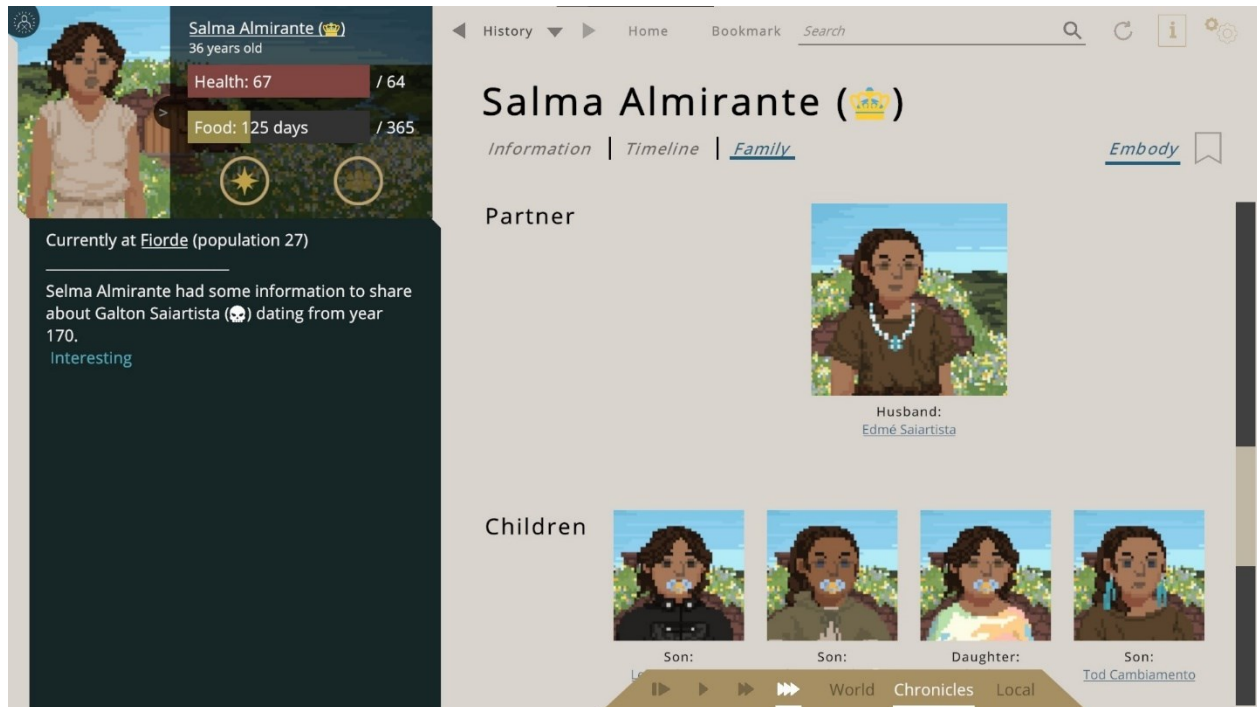 Salma Almirante (👑)
36 years old
Health: 67 / 64
>
Food: 125 days / 365
Currently at Fiorde (population 27)
Selma Almirante had some information to share
about Galton Saiartista (💀) dating from year
170.
Interesting
History Home Bookmark Search
i
Salma Almirante (👑)
Information | Timeline | Family Embody
Partner
Husband:
Edmé Saiartista
Children
Son: Son: Daughter: Son:
Tod Cambiamento
World Chronicles Local